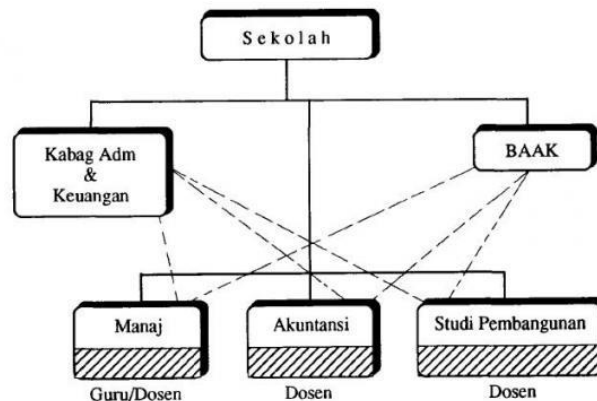 Sekolah
Kabag Adm
&
Keuangan
BAAK
Manaj
Akuntansi
Studi Pembangunan
Guru/Dosen
Dosen
Dosen